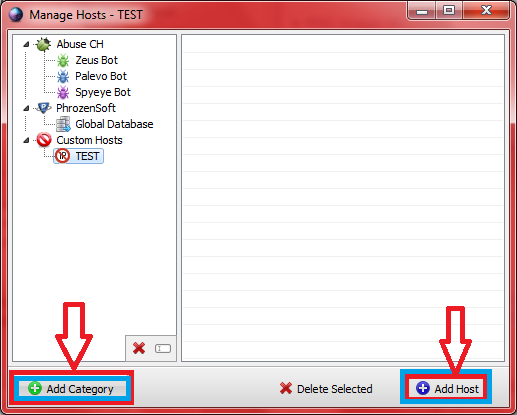 Manage Hosts - TEST
Abuse CH
Zeus Bot
Palevo Bot
Spyeye Bot
PhrozenSoft
Global Database
Custom Hosts
TEST
Add Category
Delete Selected
Add Host